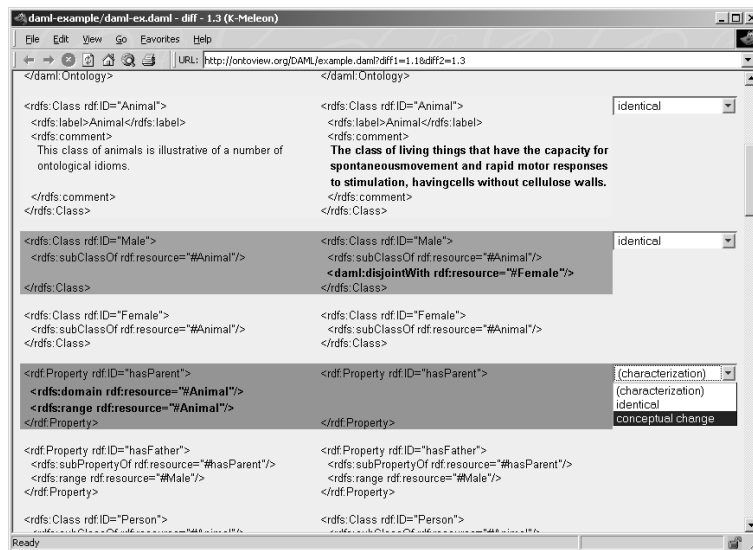 daml-example/daml-ex.daml - diff - 1.3 (K-Meleon)
File Edit View Go Favorites Help
URL: http://ontoview.org/DAML/example.daml?diff1=1.1&diff2=1.3
</daml:Ontology> </daml:Ontology>
<rdfs:Class rdf:ID="Animal"> <rdfs:Class rdf:ID="Animal"> identical
<rdfs:label>Animal</rdfs:label> <rdfs:label>Animal</rdfs:label>
<rdfs:comment> <rdfs:comment>
This class of animals is illustrative of a number of The class of living things that have the capacity for
ontological idioms. spontaneousmovement and rapid motor responses
to stimulation, havingcells without cellulose walls.
</rdfs:comment> </rdfs:comment>
</rdfs:Class> </rdfs:Class>
<rdfs:Class rdf:ID="Male"> <rdfs:Class rdf:ID="Male"> identical
<rdfs:subClassOf rdf:resource="#Animal"/> <rdfs:subClassOf rdf:resource="#Animal"/>
<daml:disjointWith rdf:resource="#Female"/>
</rdfs:Class> </rdfs:Class>
<rdfs:Class rdf:ID="Female"> <rdfs:Class rdf:ID="Female">
<rdfs:subClassOf rdf:resource="#Animal"/> <rdfs:subClassOf rdf:resource="#Animal"/>
</rdfs:Class> </rdfs:Class>
<rdf:Property rdf:ID="hasParent"> <rdf:Property rdf:ID="hasParent"> (characterization)
<rdfs:domain rdf:resource="#Animal"/> (characterization)
<rdfs:range rdf:resource="#Animal"/> identical
</rdf:Property> </rdf:Property> conceptual change
<rdf:Property rdf:ID="hasFather"> <rdf:Property rdf:ID="hasFather">
<rdfs:subPropertyOf rdf:resource="#hasParent"/> <rdfs:subPropertyOf rdf:resource="#hasParent"/>
<rdfs:range rdf:resource="#Male"/> <rdfs:range rdf:resource="#Male"/>
</rdf:Property> </rdf:Property>
<rdfs:Class rdf:ID="Person"> <rdfs:Class rdf:ID="Person">
<rdfs:subClassOf rdf:resource="#Animal"/> <rdfs:subClassOf rdf:resource="#Animal"/>
Ready